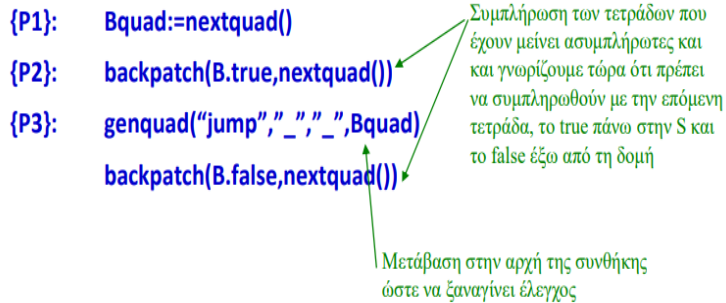 {P1}: Bquad:=nextquad()
{P2}: backpatch(B.true,nextquad())
{P3}: genquad(“jump”,”_”,”_”,Bquad)
backpatch(B.false,nextquad())
Συμπλήρωση των τετράδων που
έχουν μείνει ασυμπλήρωτες και
και γνωρίζουμε τώρα ότι πρέπει
να συμπληρωθούν με την επόμενη
τετράδα, το true πάνω στην S και
το false έξω από τη δομή
Μετάβαση στην αρχή της συνθήκης
ώστε να ξαναγίνει έλεγχος